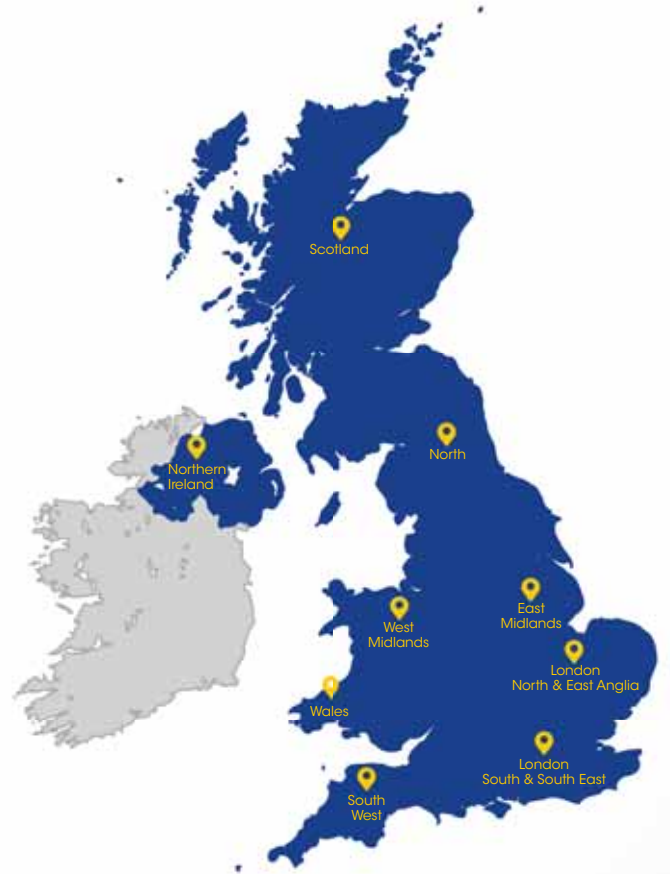 Scotland
North
Northern
Ireland
East
Midlands
West
Midlands
London
North & East Anglia
Wales
London
South & South East
South
West